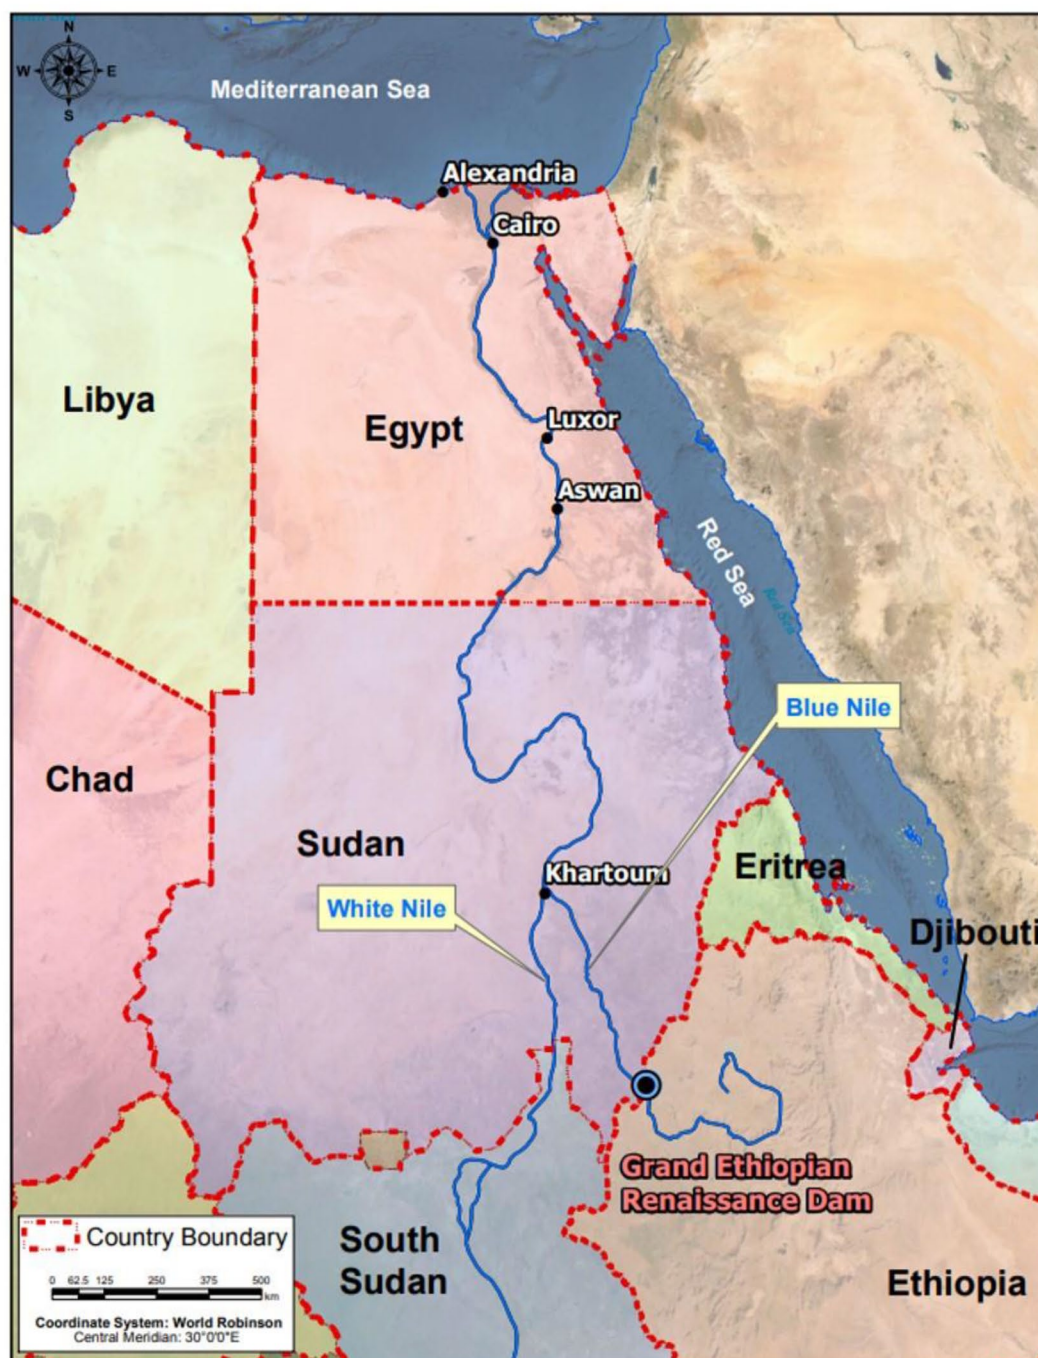 N
W
E
S
Mediterranean Sea
Alexandria
Cairo
Libya
Egypt
Luxor
Aswan
Red Sea
Red Sea
Blue Nile
Chad
Sudan
Khartoum
Eritrea
White Nile
Djibouti
Grand Ethiopian
Renaissance Dam
South
Sudan
Ethiopia
Country Boundary
0 62.5 125 250 375 500
km
Coordinate System: World Robinson
Central Meridian: 30°0'0"E